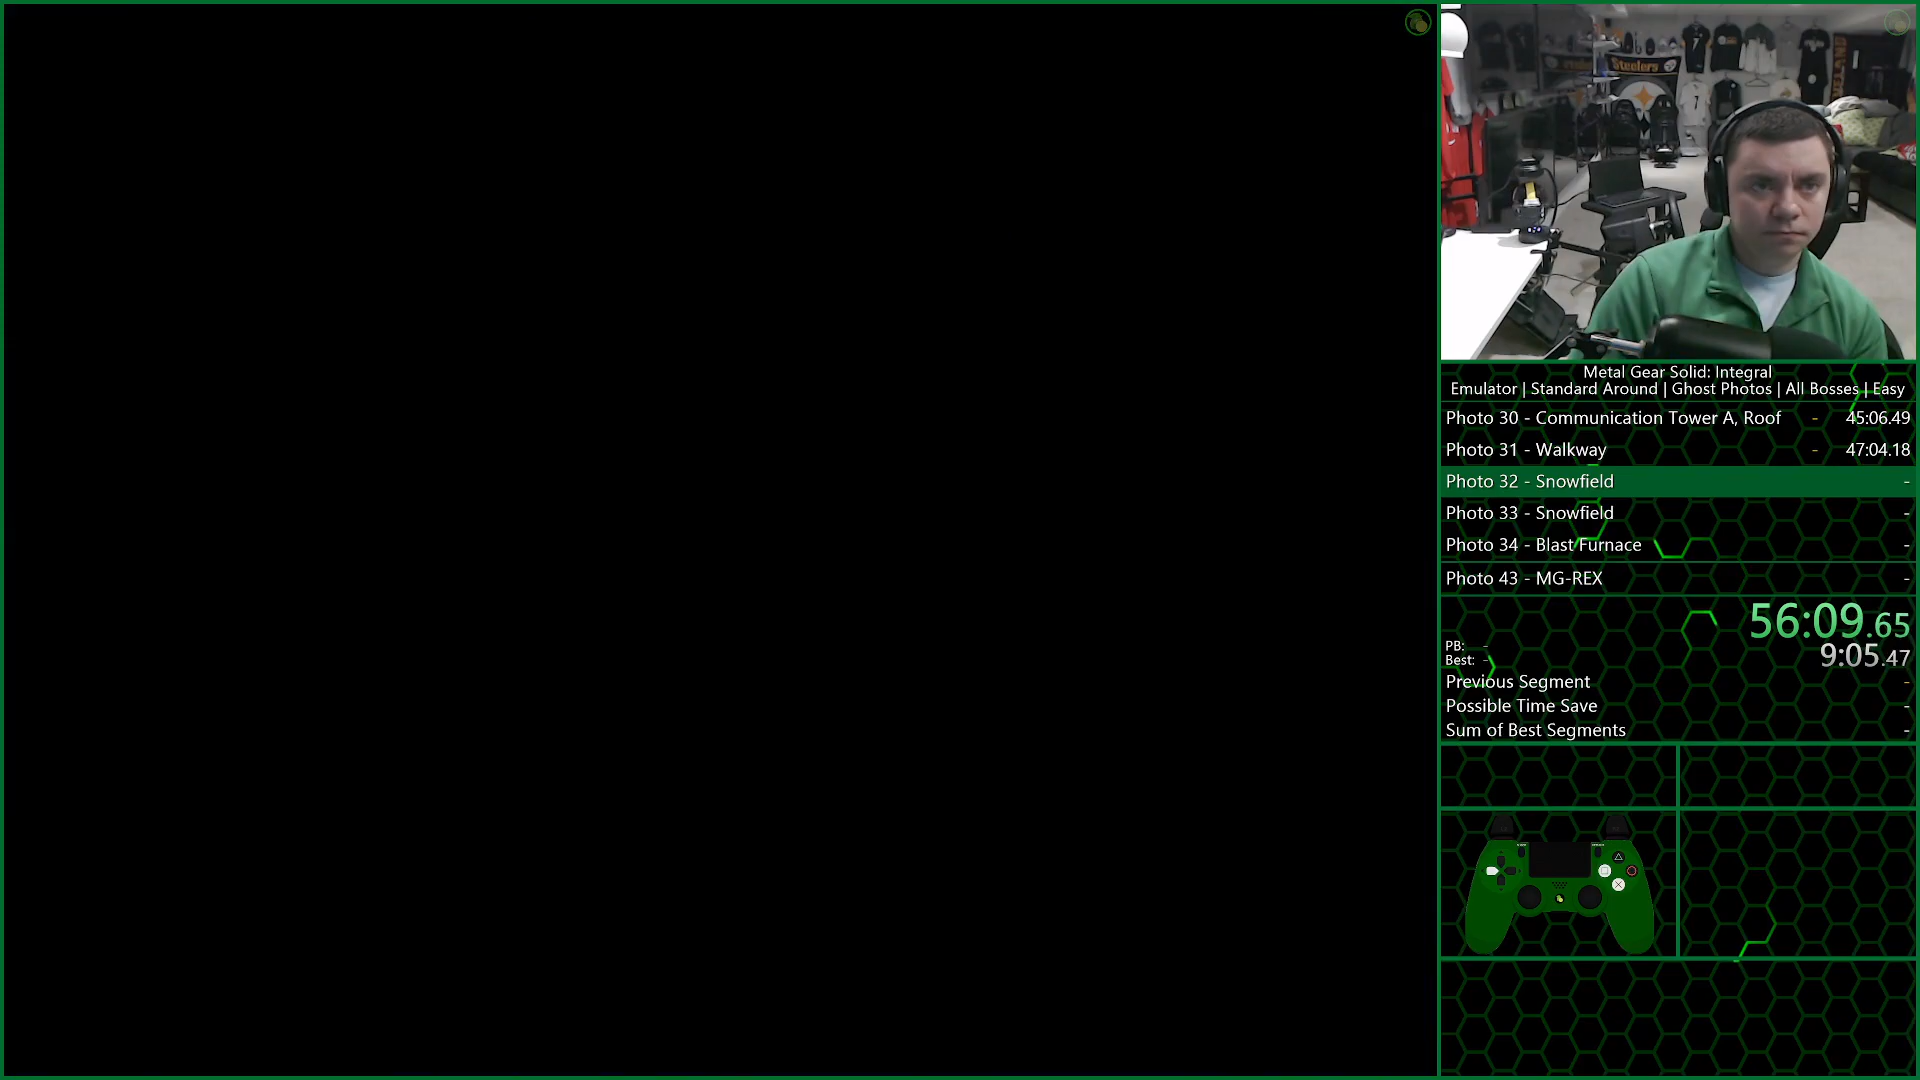 Steelers
Metal Gear Solid: Integral
Emulator | Standard Around | Ghost Photos | All Bosses | Easy
Photo 30 - Communication Tower A, Roof - 45:06.49
Photo 31 - Walkway - 47:04.18
Photo 32 - Snowfield -
Photo 33 - Snowfield -
Photo 34 - Blast Furnace -
Photo 43 - MG-REX -
56:09.65
PB: -
Best: -
9:05.47
Previous Segment -
Possible Time Save -
Sum of Best Segments -